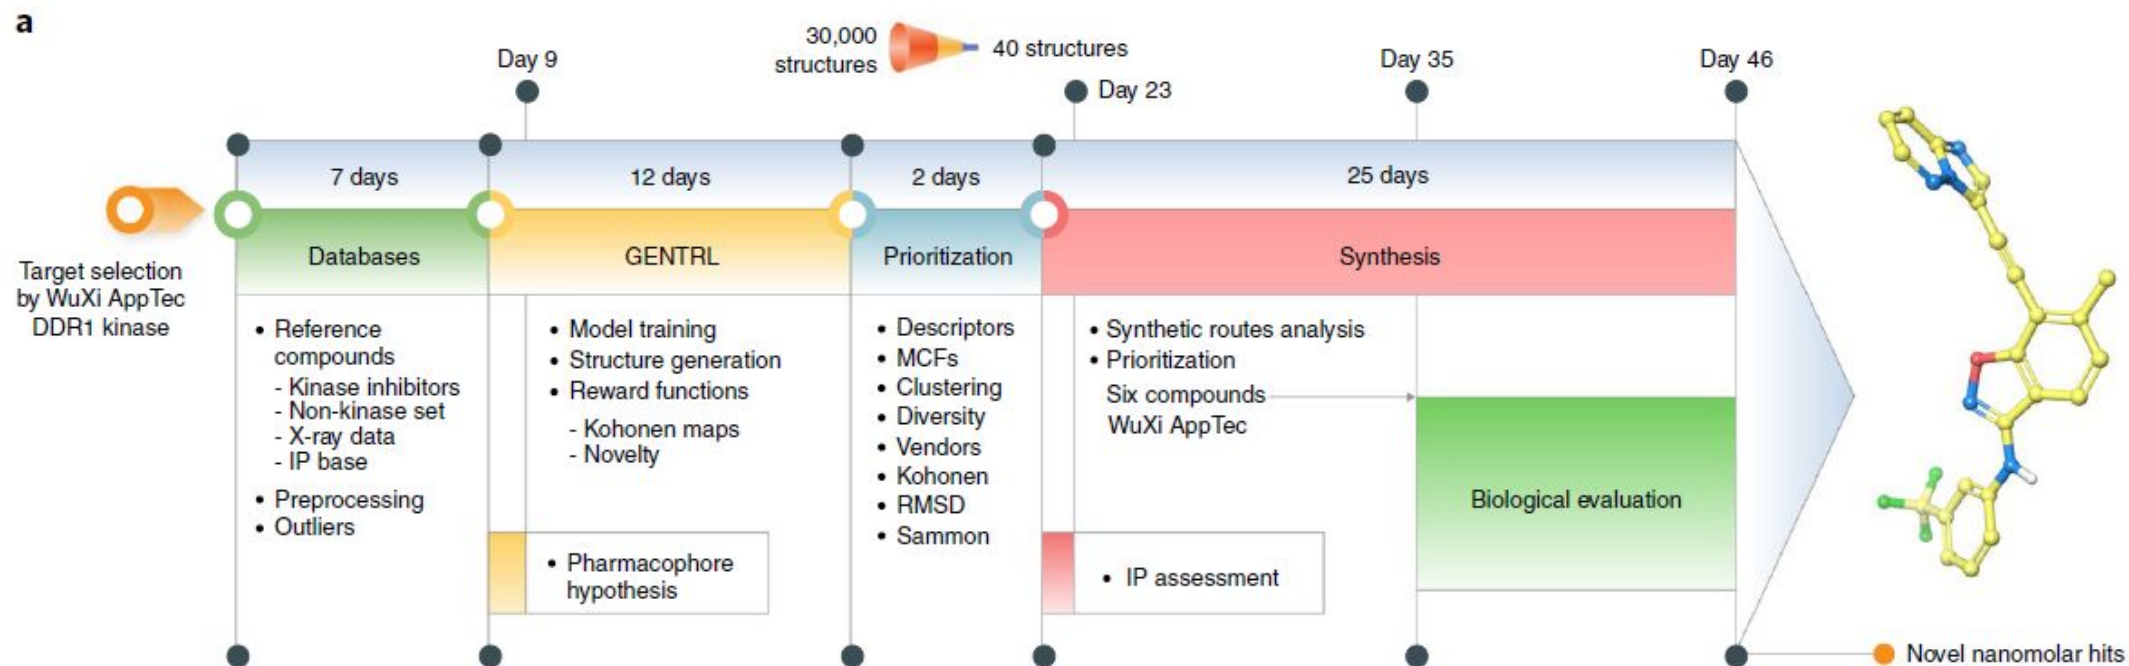 a
30,000
structures
40 structures
Day 9
Day 23
Day 35
Day 46
7 days
12 days
2 days
25 days
Databases
GENTRL
Prioritization
Synthesis
Target selection
by WuXi AppTec
DDR1 kinase
• Reference
compounds
- Kinase inhibitors
- Non-kinase set
- X-ray data
- IP base
• Preprocessing
• Outliers
• Model training
• Structure generation
• Reward functions
- Kohonen maps
- Novelty
• Pharmacophore
hypothesis
• Descriptors
• MCFs
• Clustering
• Diversity
• Vendors
• Kohonen
• RMSD
• Sammon
• Synthetic routes analysis
• Prioritization
Six compounds
WuXi AppTec
• IP assessment
Biological evaluation
Novel nanomolar hits